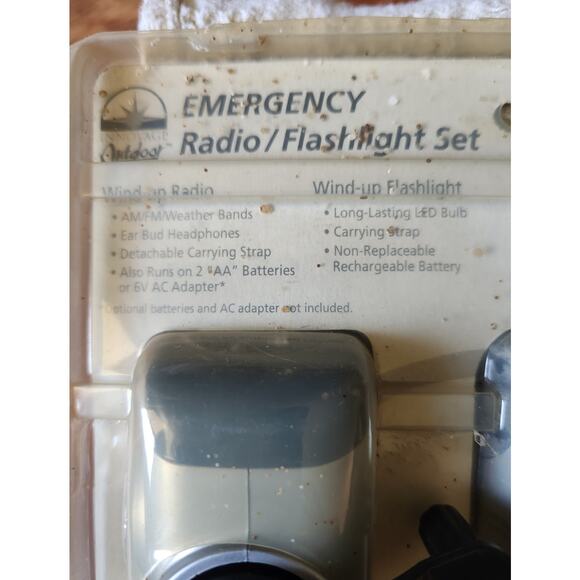 EMERGENCY
Radio/Flashlight Set
Outdoor™
Wind-up Radio
• AM/FM/Weather Bands
• Ear Bud Headphones
• Detachable Carrying Strap
• Also Runs on 2 "AA" Batteries
or 6V AC Adapter*
*Optional batteries and AC adapter not included.
Wind-up Flashlight
• Long-Lasting LED Bulb
• Carrying Strap
• Non-Replaceable
Rechargeable Battery